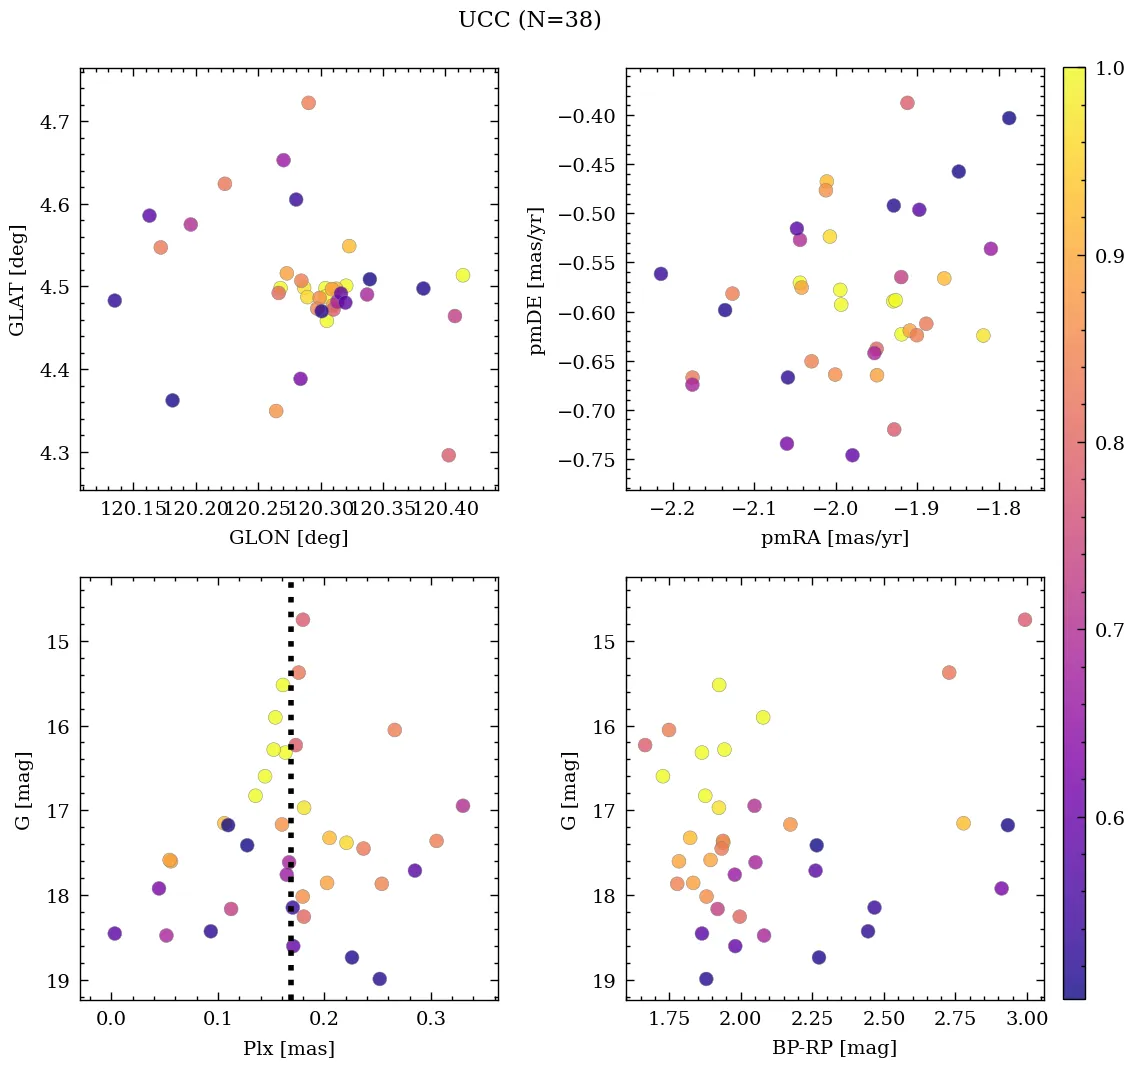 UCC (N=38)
4.7
4.6
4.5
4.4
4.3
GLAT [deg]
120.15 120.20 120.25 120.30 120.35 120.40
GLON [deg]
−0.40
−0.45
−0.50
−0.55
−0.60
−0.65
−0.70
−0.75
pmDE [mas/yr]
−2.2 −2.1 −2.0 −1.9 −1.8
pmRA [mas/yr]
15
16
17
18
19
G [mag]
0.0 0.1 0.2 0.3
Plx [mas]
15
16
17
18
19
G [mag]
1.75 2.00 2.25 2.50 2.75 3.00
BP-RP [mag]
1.0
0.9
0.8
0.7
0.6